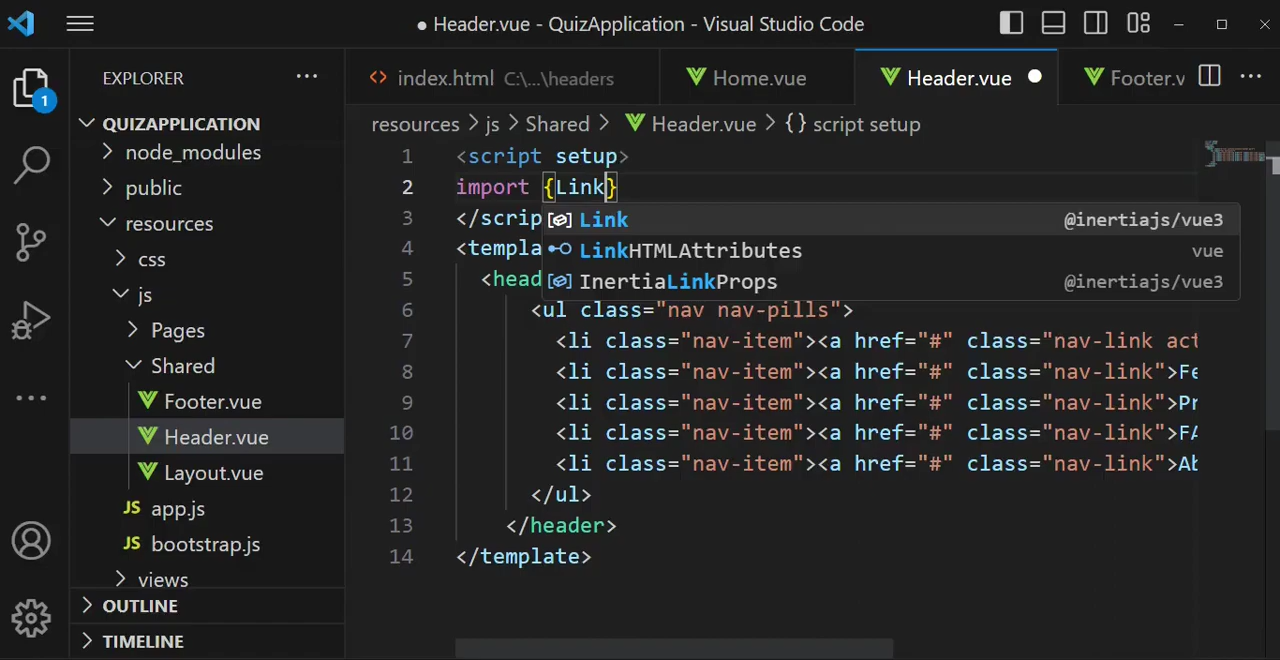 ● Header.vue - QuizApplication - Visual Studio Code
1
EXPLORER
QUIZAPPLICATION
node_modules
public
resources
css
js
Pages
Shared
Footer.vue
Header.vue
Layout.vue
JS app.js
JS bootstrap.js
views
OUTLINE
TIMELINE
<> index.html C:\...\headers
Home.vue
Header.vue
Footer.v
resources > js > Shared > Header.vue > {} script setup
1 <script setup>
2 import {Link}
3 </scrip
4 <templa
5 <head
Link @inertiajs/vue3
LinkHTMLAttributes vue
InertiaLinkProps @inertiajs/vue3
6 <ul class="nav nav-pills">
7 <li class="nav-item"><a href="#" class="nav-link act
8 <li class="nav-item"><a href="#" class="nav-link">Fe
9 <li class="nav-item"><a href="#" class="nav-link">Pr
10 <li class="nav-item"><a href="#" class="nav-link">FA
11 <li class="nav-item"><a href="#" class="nav-link">Ab
12 </ul>
13 </header>
14 </template>